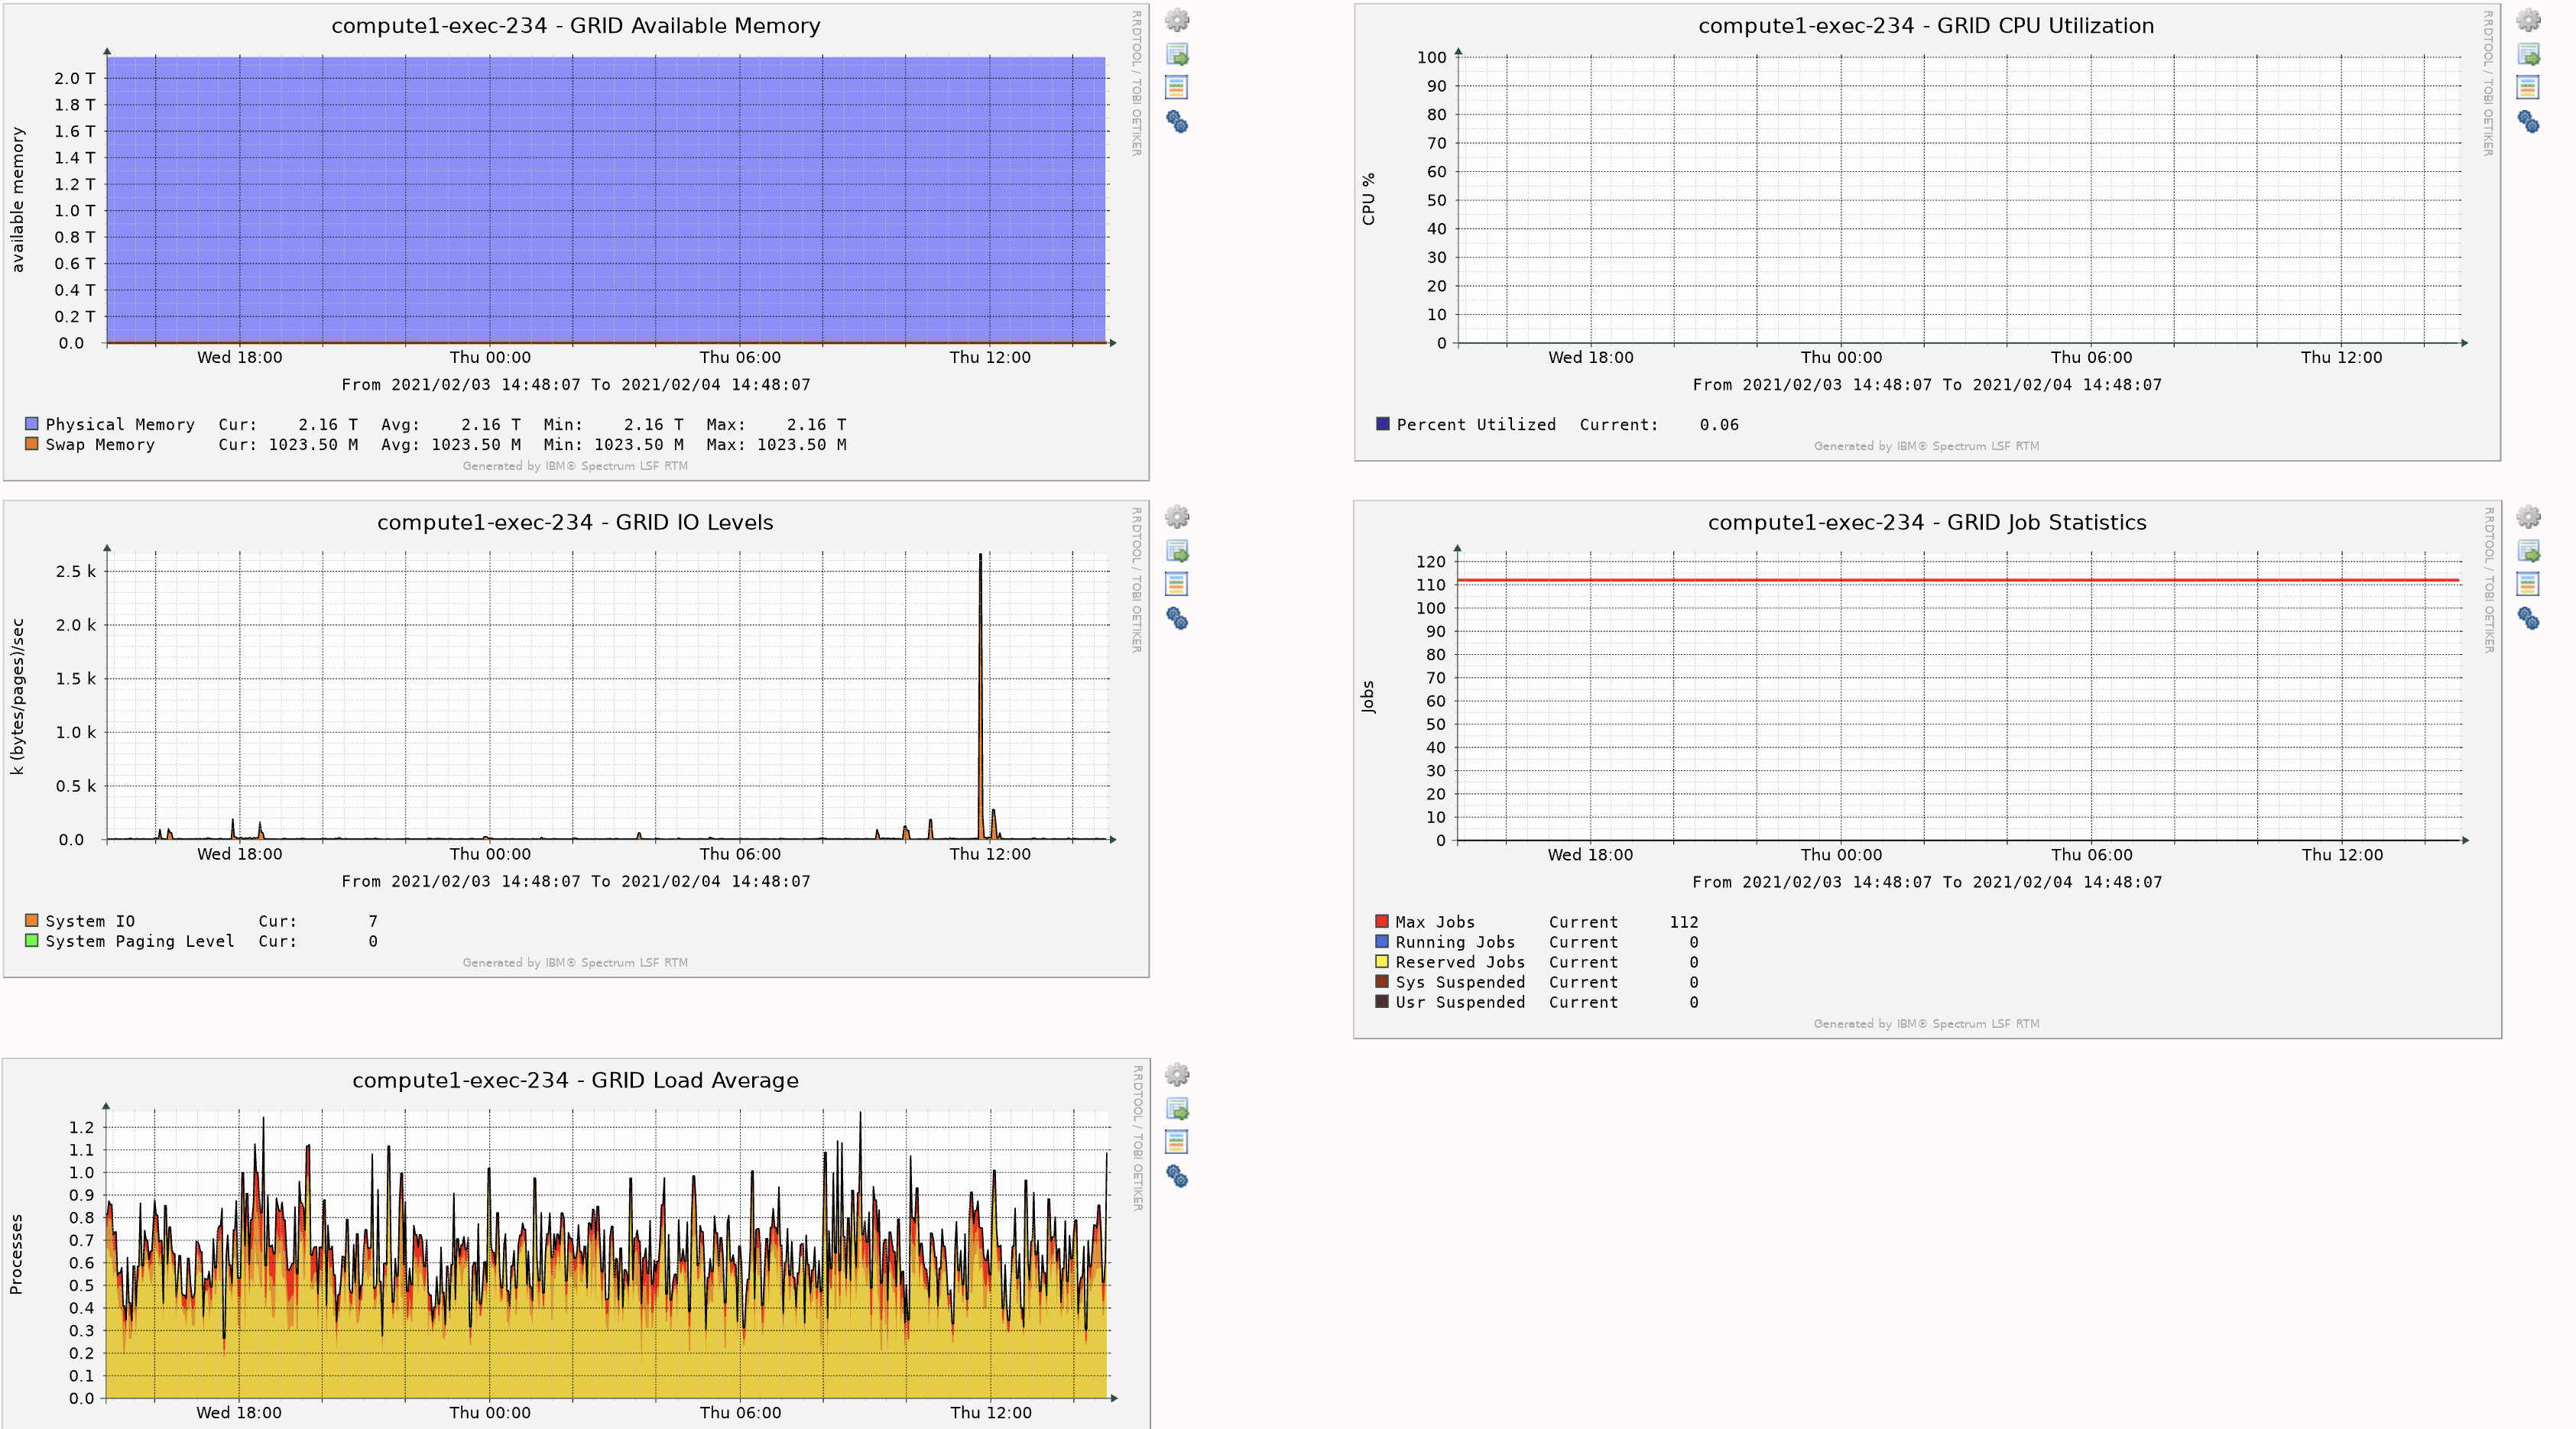 compute1-exec-234 - GRID Available Memory
RRDTOOL / TOBI OETIKER
available memory
2.0 T
1.8 T
1.6 T
1.4 T
1.2 T
1.0 T
0.8 T
0.6 T
0.4 T
0.2 T
0.0
Wed 18:00 Thu 00:00 Thu 06:00 Thu 12:00
From 2021/02/03 14:48:07 To 2021/02/04 14:48:07
Physical Memory Cur: 2.16 T Avg: 2.16 T Min: 2.16 T Max: 2.16 T
Swap Memory Cur: 1023.50 M Avg: 1023.50 M Min: 1023.50 M Max: 1023.50 M
Generated by IBM® Spectrum LSF RTM
compute1-exec-234 - GRID CPU Utilization
RRDTOOL / TOBI OETIKER
CPU %
100
90
80
70
60
50
40
30
20
10
0
Wed 18:00 Thu 00:00 Thu 06:00 Thu 12:00
From 2021/02/03 14:48:07 To 2021/02/04 14:48:07
Percent Utilized Current: 0.06
Generated by IBM® Spectrum LSF RTM
compute1-exec-234 - GRID IO Levels
RRDTOOL / TOBI OETIKER
k (bytes/pages)/sec
2.5 k
2.0 k
1.5 k
1.0 k
0.5 k
0.0
Wed 18:00 Thu 00:00 Thu 06:00 Thu 12:00
From 2021/02/03 14:48:07 To 2021/02/04 14:48:07
System IO Cur: 7
System Paging Level Cur: 0
Generated by IBM® Spectrum LSF RTM
compute1-exec-234 - GRID Job Statistics
RRDTOOL / TOBI OETIKER
Jobs
120
110
100
90
80
70
60
50
40
30
20
10
0
Wed 18:00 Thu 00:00 Thu 06:00 Thu 12:00
From 2021/02/03 14:48:07 To 2021/02/04 14:48:07
Max Jobs Current 112
Running Jobs Current 0
Reserved Jobs Current 0
Sys Suspended Current 0
Usr Suspended Current 0
Generated by IBM® Spectrum LSF RTM
compute1-exec-234 - GRID Load Average
RRDTOOL / TOBI OETIKER
Processes
1.2
1.1
1.0
0.9
0.8
0.7
0.6
0.5
0.4
0.3
0.2
0.1
0.0
Wed 18:00 Thu 00:00 Thu 06:00 Thu 12:00